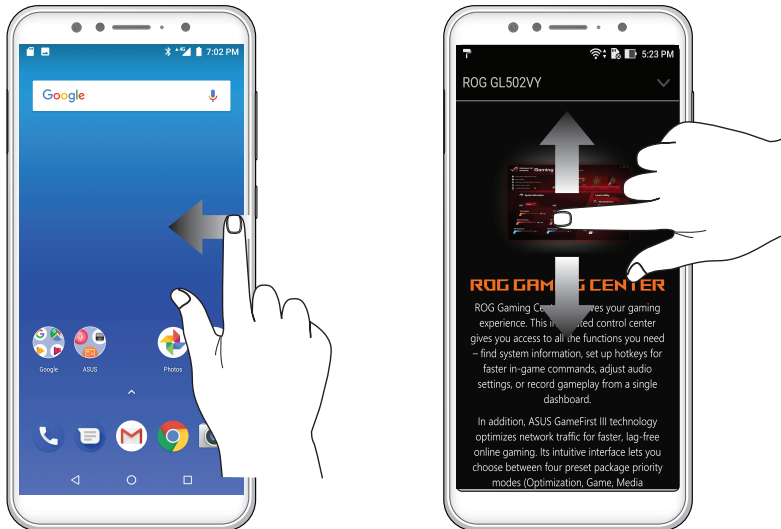 4G
7:02 PM
Google
Google
ASUS
Photos
5:23 PM
ROG GL502VY
Gaming
ROG GAM G CENTER
ROG Gaming Ce ves your gaming
experience. This in ted control center
gives you access to all the functions you need
– find system information, set up hotkeys for
faster in-game commands, adjust audio
settings, or record gameplay from a single
dashboard.
In addition, ASUS GameFirst III technology
optimizes network traffic for faster, lag-free
online gaming. Its intuitive interface lets you
choose between four preset package priority
modes (Optimization, Game, Media